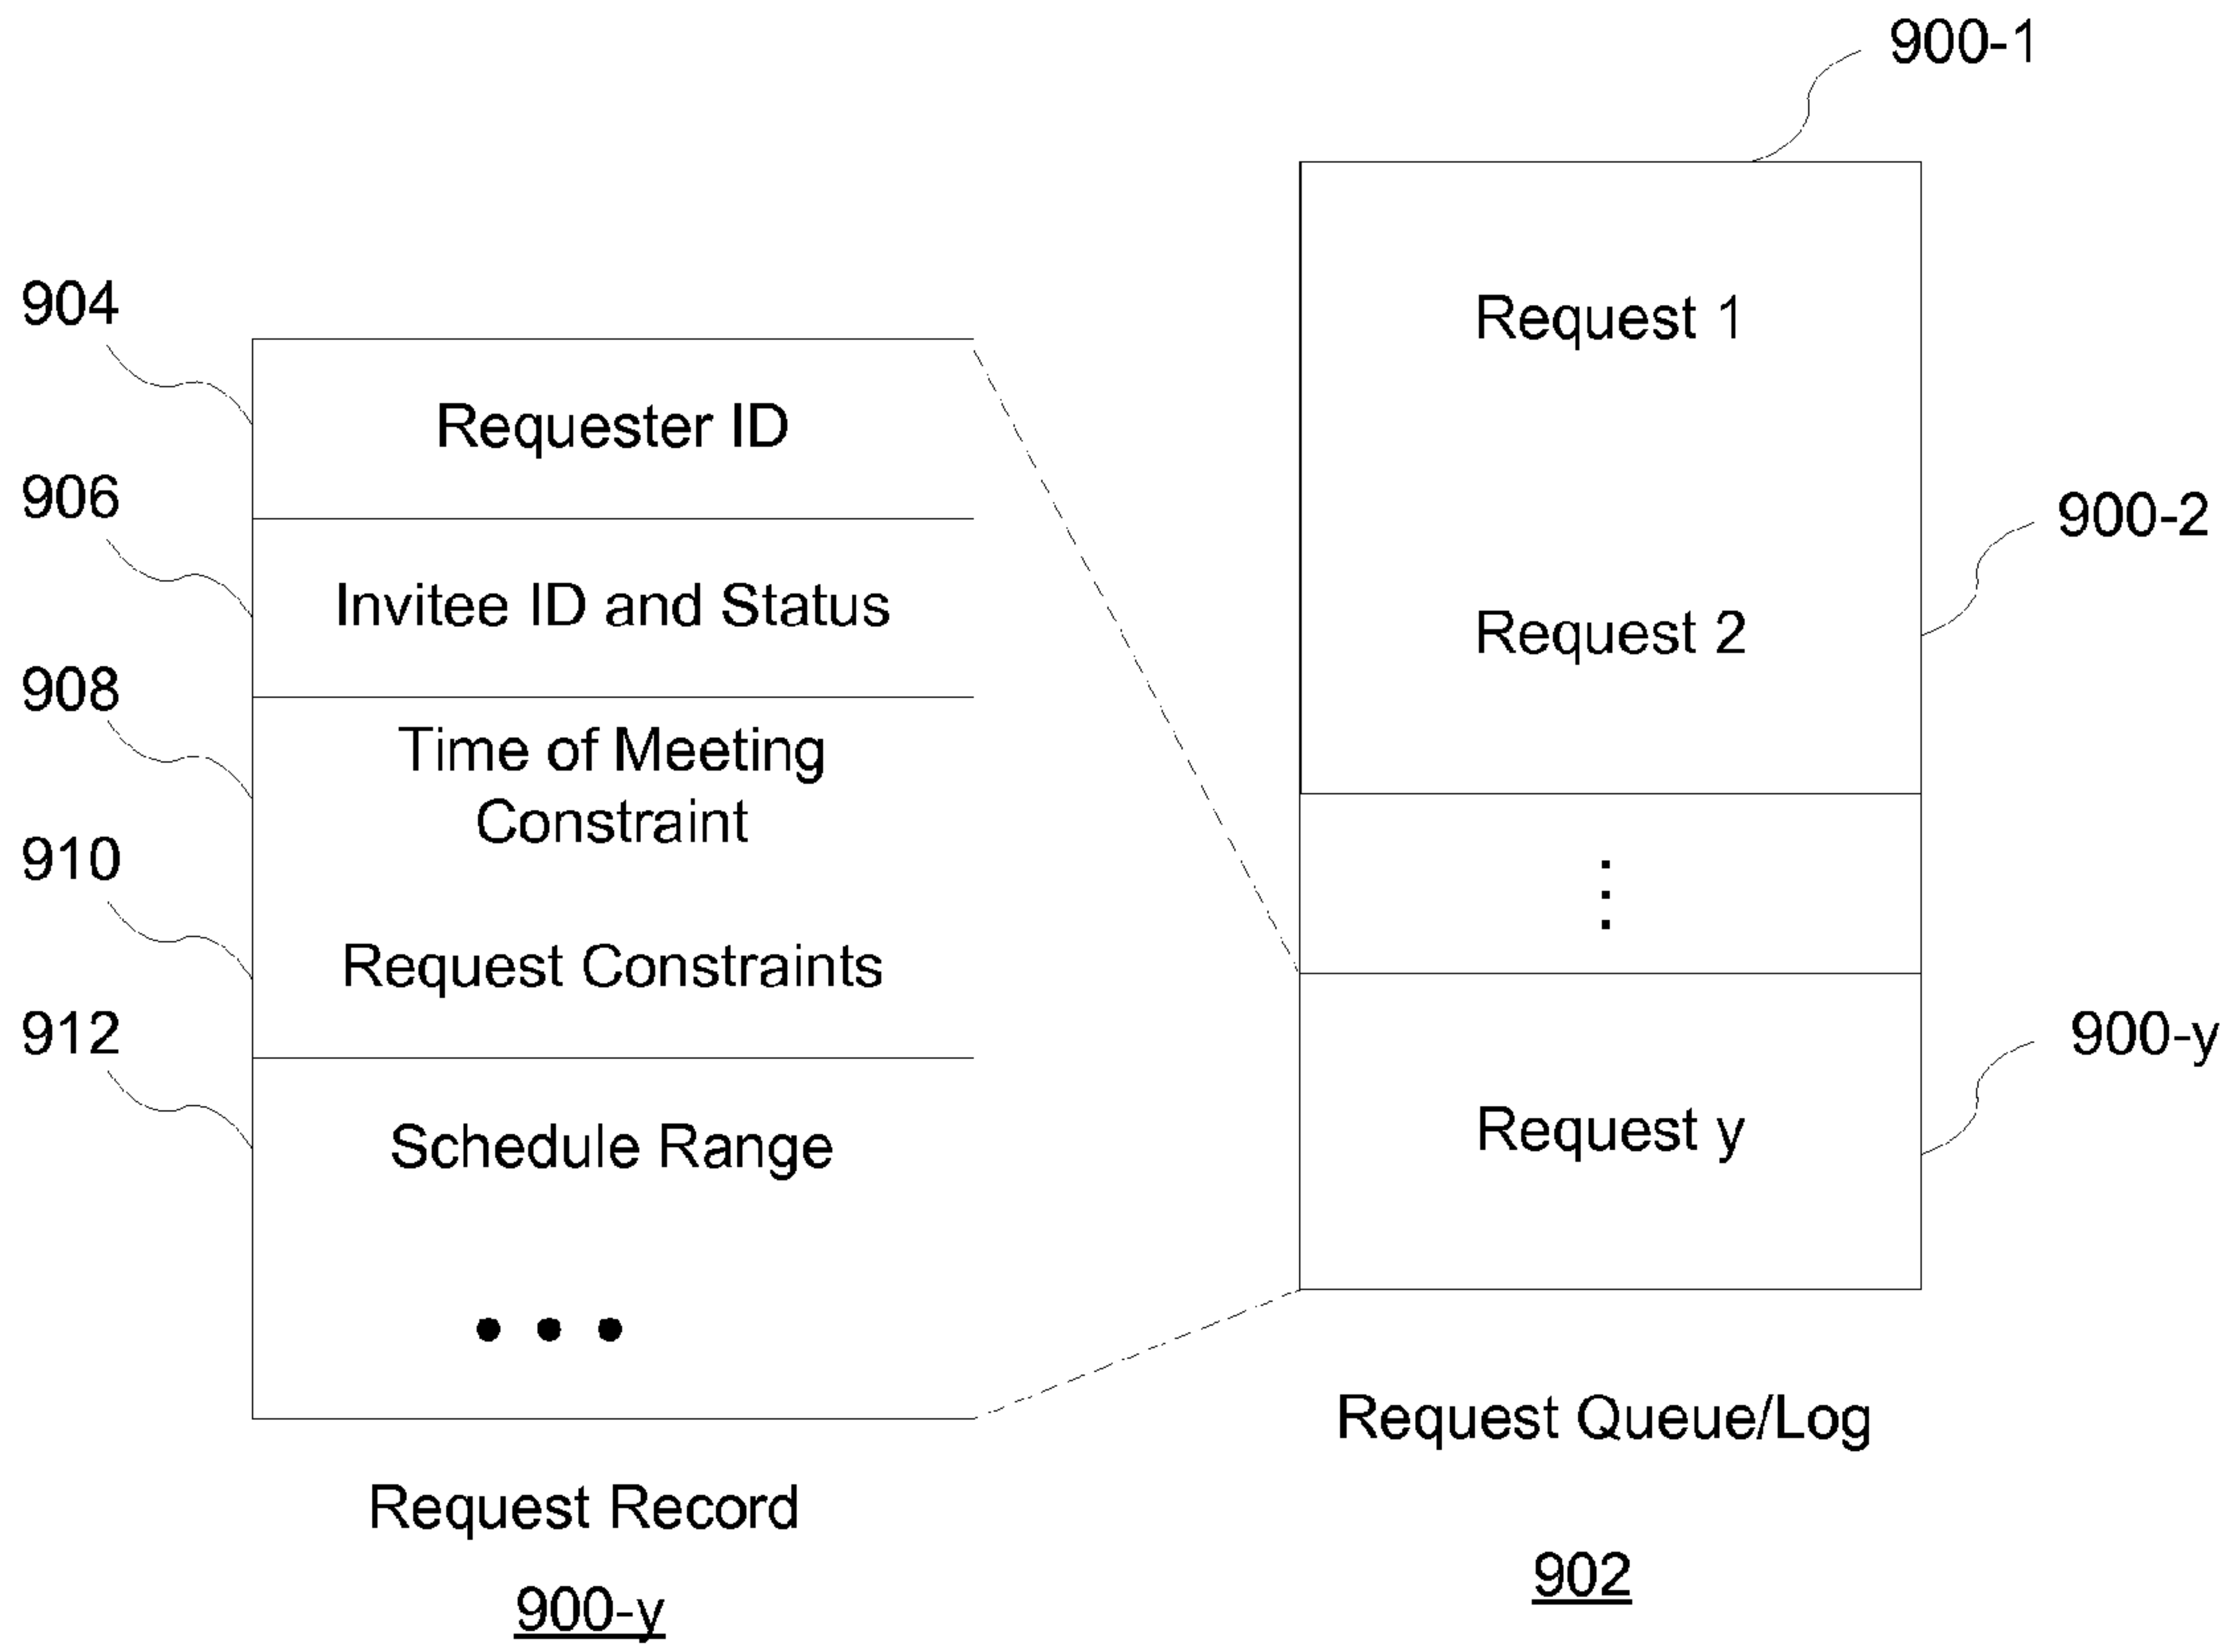 904
Requester ID
906
Invitee ID and Status
908
Time of Meeting
Constraint
910
Request Constraints
912
Schedule Range
Request Record
900-y
900-1
Request 1
900-2
Request 2
900-y
Request y
Request Queue/Log
902